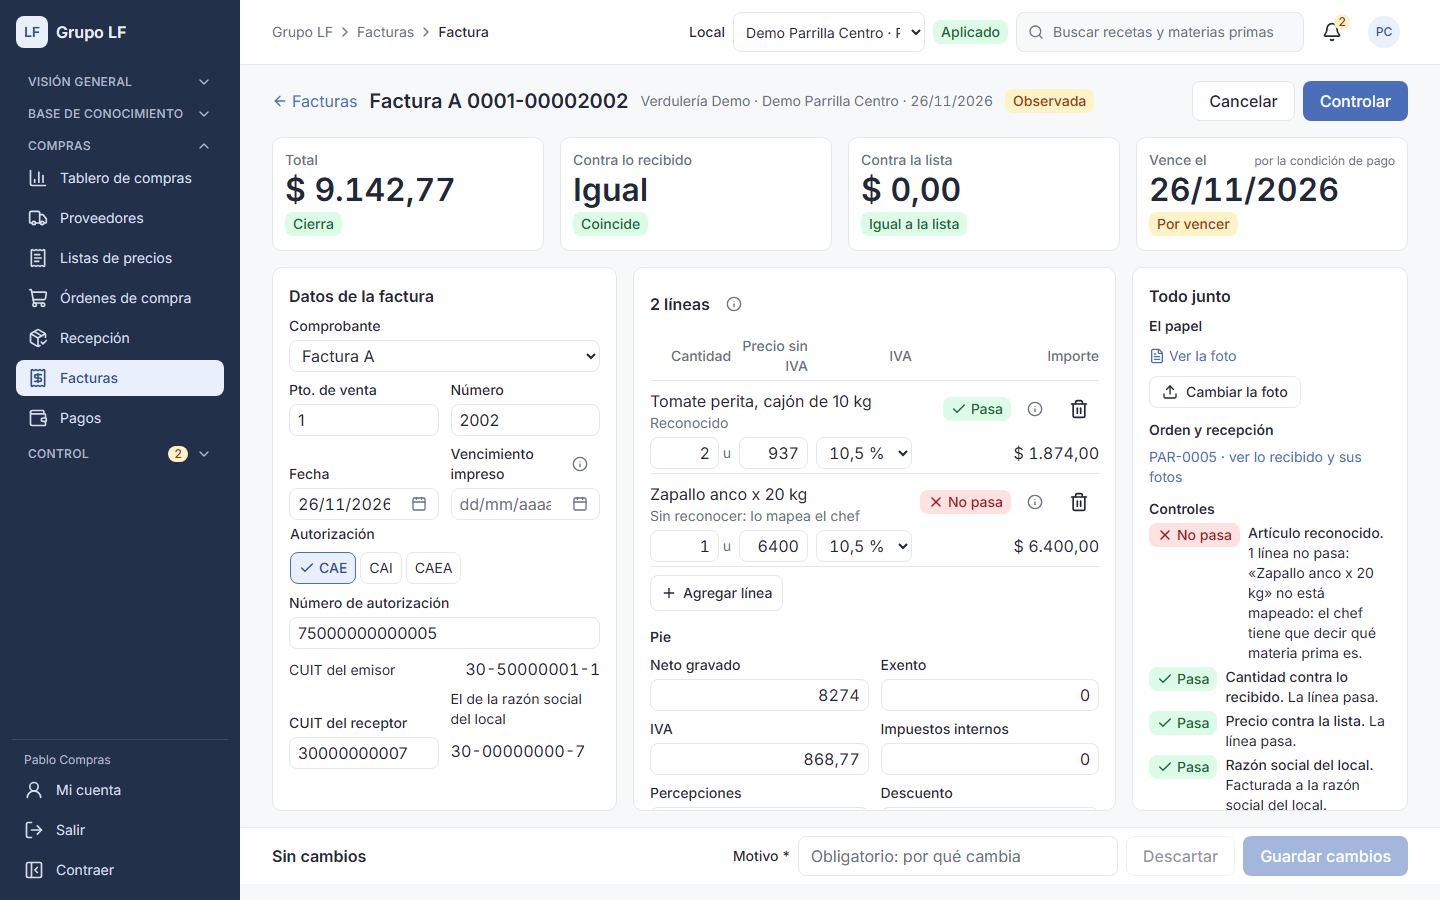 LF Grupo LF
VISIÓN GENERAL
BASE DE CONOCIMIENTO
COMPRAS
Tablero de compras
Proveedores
Listas de precios
Órdenes de compra
Recepción
Facturas
Pagos
CONTROL 2
Pablo Compras
Mi cuenta
Salir
Contraer
Grupo LF > Facturas > Factura
Local
Demo Parrilla Centro ·
Aplicado
Buscar recetas y materias primas
2
PC
← Facturas
Factura A 0001-00002002
Verdulería Demo · Demo Parrilla Centro · 26/11/2026
Observada
Cancelar
Controlar
Total
$ 9.142,77
Cierra
Contra lo recibido
Igual
Coincide
Contra la lista
$ 0,00
Igual a la lista
Vence el por la condición de pago
26/11/2026
Por vencer
Datos de la factura
Comprobante
Factura A
Pto. de venta Número
1 2002
Fecha Vencimiento impreso
26/11/2026 dd/mm/aaaa
Autorización
CAE CAI CAEA
Número de autorización
75000000000005
CUIT del emisor 30-50000001-1
CUIT del receptor El de la razón social del local
30000000007 30-00000000-7
2 líneas
Cantidad Precio sin IVA IVA Importe
Tomate perita, cajón de 10 kg
Reconocido
Pasa
2 u 937 10,5 % $ 1.874,00
Zapallo anco x 20 kg
Sin reconocer: lo mapea el chef
No pasa
1 u 6400 10,5 % $ 6.400,00
Agregar línea
Pie
Neto gravado Exento
8274 0
IVA Impuestos internos
868,77 0
Percepciones Descuento
Todo junto
El papel
Ver la foto
Cambiar la foto
Orden y recepción
PAR-0005 · ver lo recibido y sus
fotos
Controles
No pasa
Artículo reconocido.
1 línea no pasa:
«Zapallo anco x 20
kg» no está
mapeado: el chef
tiene que decir qué
materia prima es.
Pasa
Cantidad contra lo
recibido. La línea pasa.
Pasa
Precio contra la lista. La
línea pasa.
Pasa
Razón social del local.
Facturada a la razón
social del local.
Sin cambios
Motivo *
Obligatorio: por qué cambia
Descartar
Guardar cambios